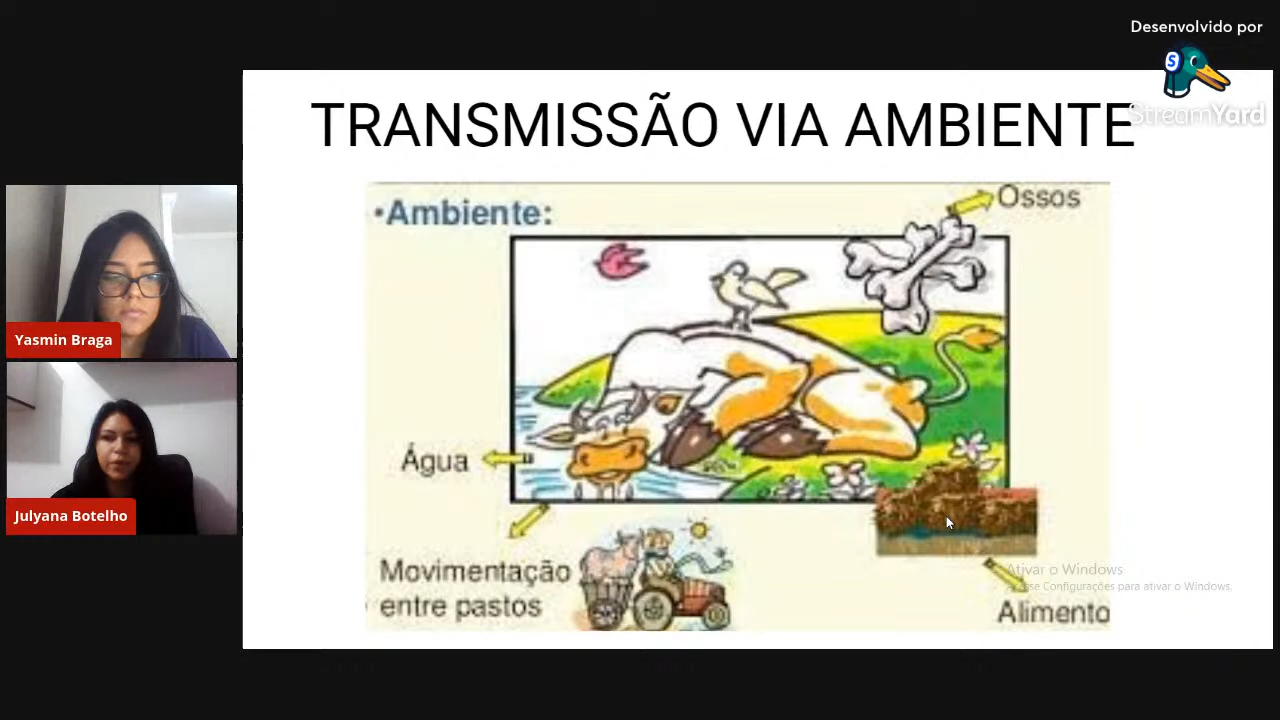 Desenvolvido por
StreamYard
TRANSMISSÃO VIA AMBIENTE
•Ambiente:
Ossos
Yasmin Braga
Água
Julyana Botelho
Movimentação
entre pastos
Ativar o Windows
Acesse Configurações para ativar o Windows.
Alimento